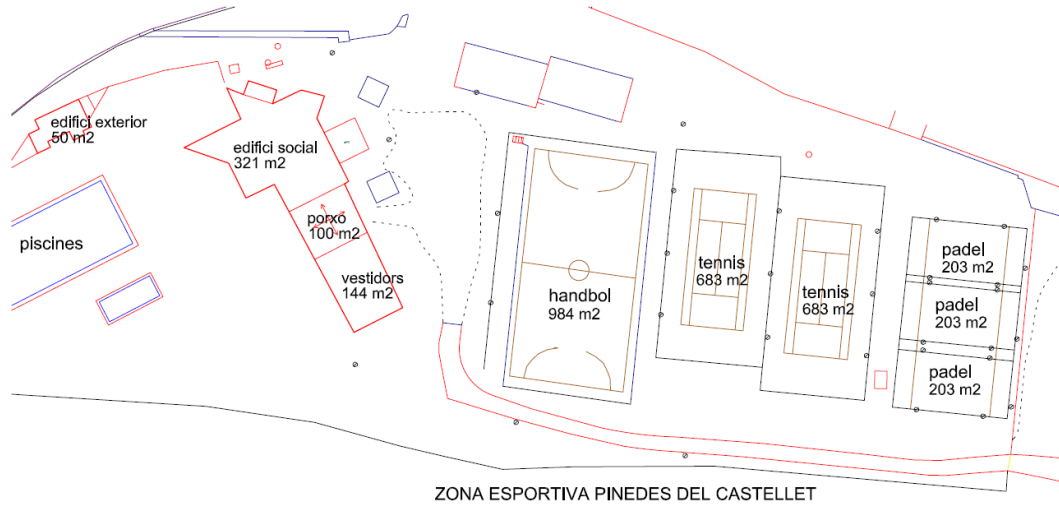 edifici exterior
50 m2
edifici social
321 m2
porxo
100 m2
vestidors
144 m2
piscines
handbol
984 m2
tennis
683 m2
tennis
683 m2
padel
203 m2
padel
203 m2
padel
203 m2
ZONA ESPORTIVA PINEDES DEL CASTELLET